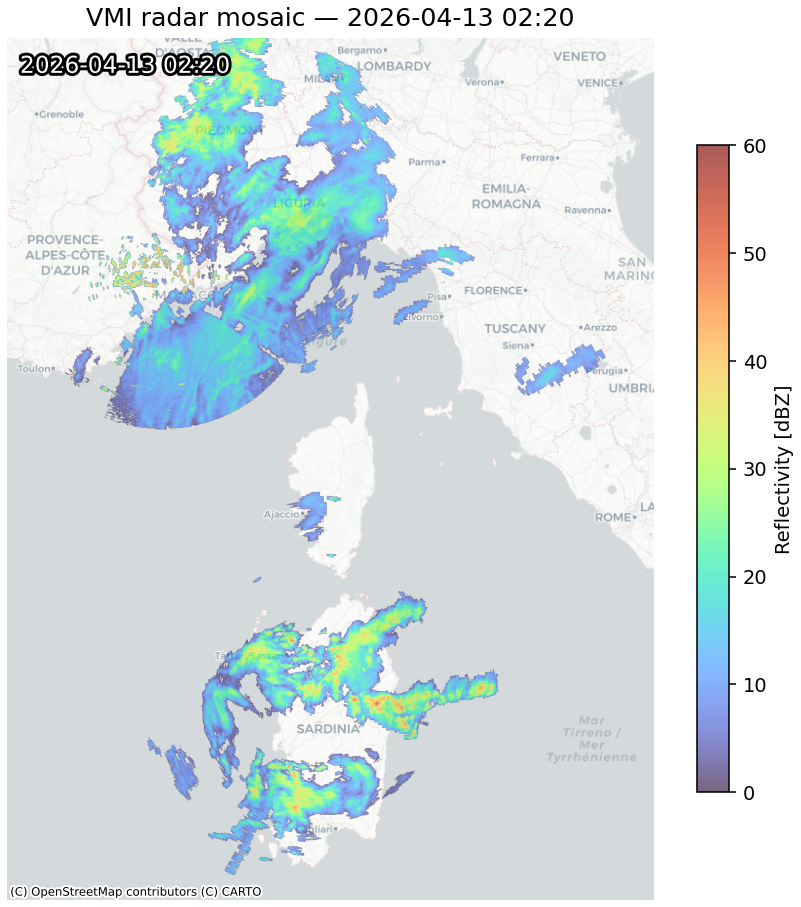 VMI radar mosaic — 2026-04-13 02:20
2026-04-13 02:20
VALLE
D'AOSTA
Bergamo
LOMBARDY
MILAN
VENETO
Verona
VENICE
Grenoble
PIEDMONT
Parma
Ferrara
EMILIA-
ROMAGNA
LIGURIA
Ravenna
PROVENCE-
ALPES-CÔTE
D'AZUR
SAN
MARINO
FLORENCE
Pisa
Livorno
TUSCANY
Arezzo
Siena
Toulon
Perugia
UMBRIA
Ajaccio
ROME
LA
SARDINIA
Mar
Tirreno /
Mer
Tyrrhénienne
Cagliari
(C) OpenStreetMap contributors (C) CARTO
60
50
40
30
20
10
0
Reflectivity [dBZ]